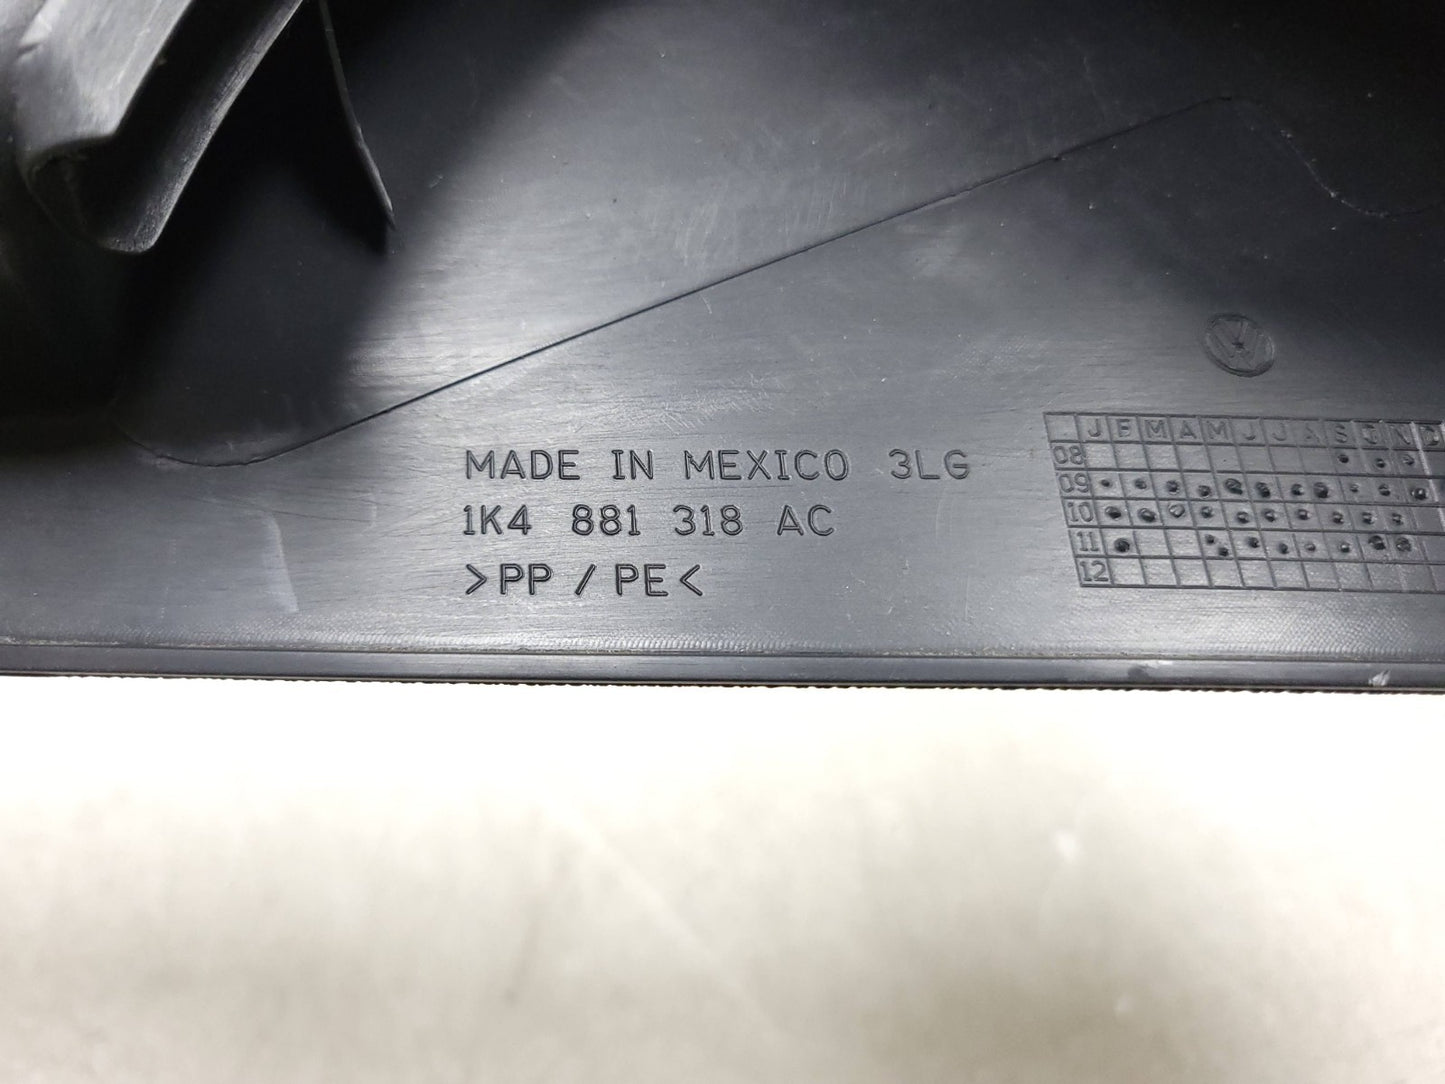 MADE IN MEXICO 3LG
1K4 881 318 AC
>PP / PE<
J F M A M J J A S O N D
08
09
10
11
12